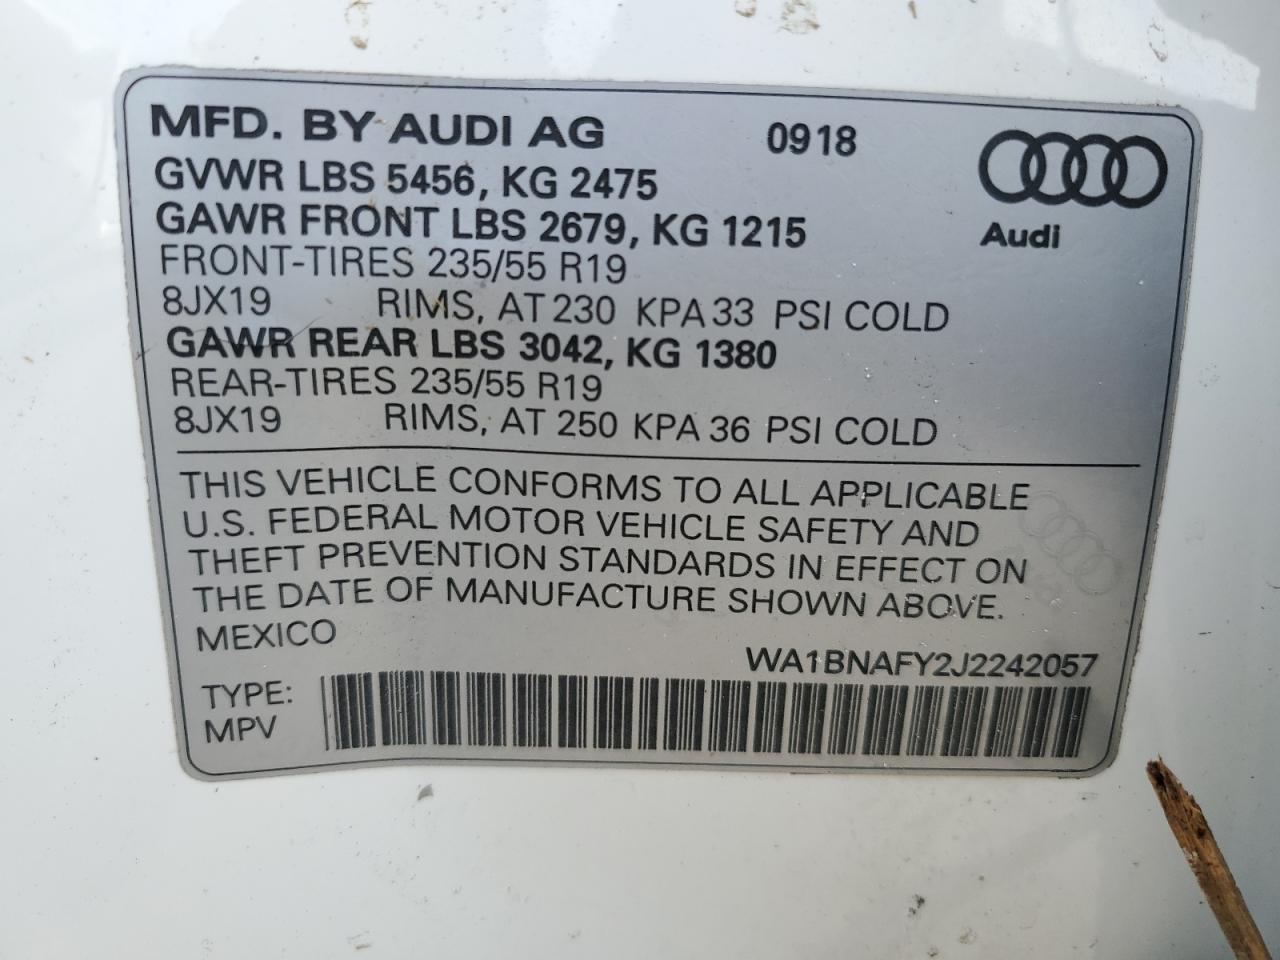 MFD. BY AUDI AG 0918
GVWR LBS 5456, KG 2475
GAWR FRONT LBS 2679, KG 1215
Audi
FRONT-TIRES 235/55 R19
8JX19 RIMS, AT 230 KPA 33 PSI COLD
GAWR REAR LBS 3042, KG 1380
REAR-TIRES 235/55 R19
8JX19 RIMS, AT 250 KPA 36 PSI COLD
THIS VEHICLE CONFORMS TO ALL APPLICABLE
U.S. FEDERAL MOTOR VEHICLE SAFETY AND
THEFT PREVENTION STANDARDS IN EFFECT ON
THE DATE OF MANUFACTURE SHOWN ABOVE.
MEXICO
WA1BNAFY2J2242057
TYPE:
MPV